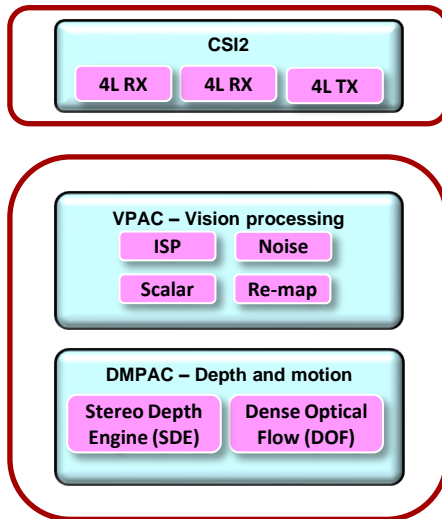 CSI2
4L RX 4L RX 4L TX
VPAC – Vision processing
ISP Noise
Scalar Re-map
DMPAC – Depth and motion
Stereo Depth Engine (SDE)
Dense Optical Flow (DOF)